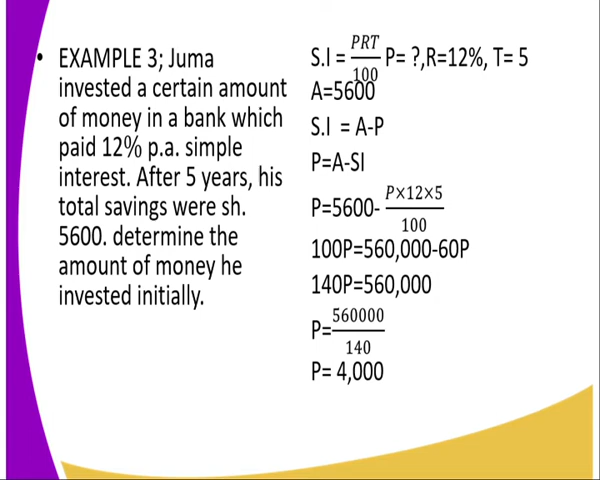 • EXAMPLE 3; Juma
invested a certain amount
of money in a bank which
paid 12% p.a. simple
interest. After 5 years, his
total savings were sh.
5600. determine the
amount of money he
invested initially.
S.I = PRT/100 P= ?,R=12%, T= 5
A=5600
S.I = A-P
P=A-SI
P=5600- P×12×5/100
100P=560,000-60P
140P=560,000
P=560000/140
P= 4,000